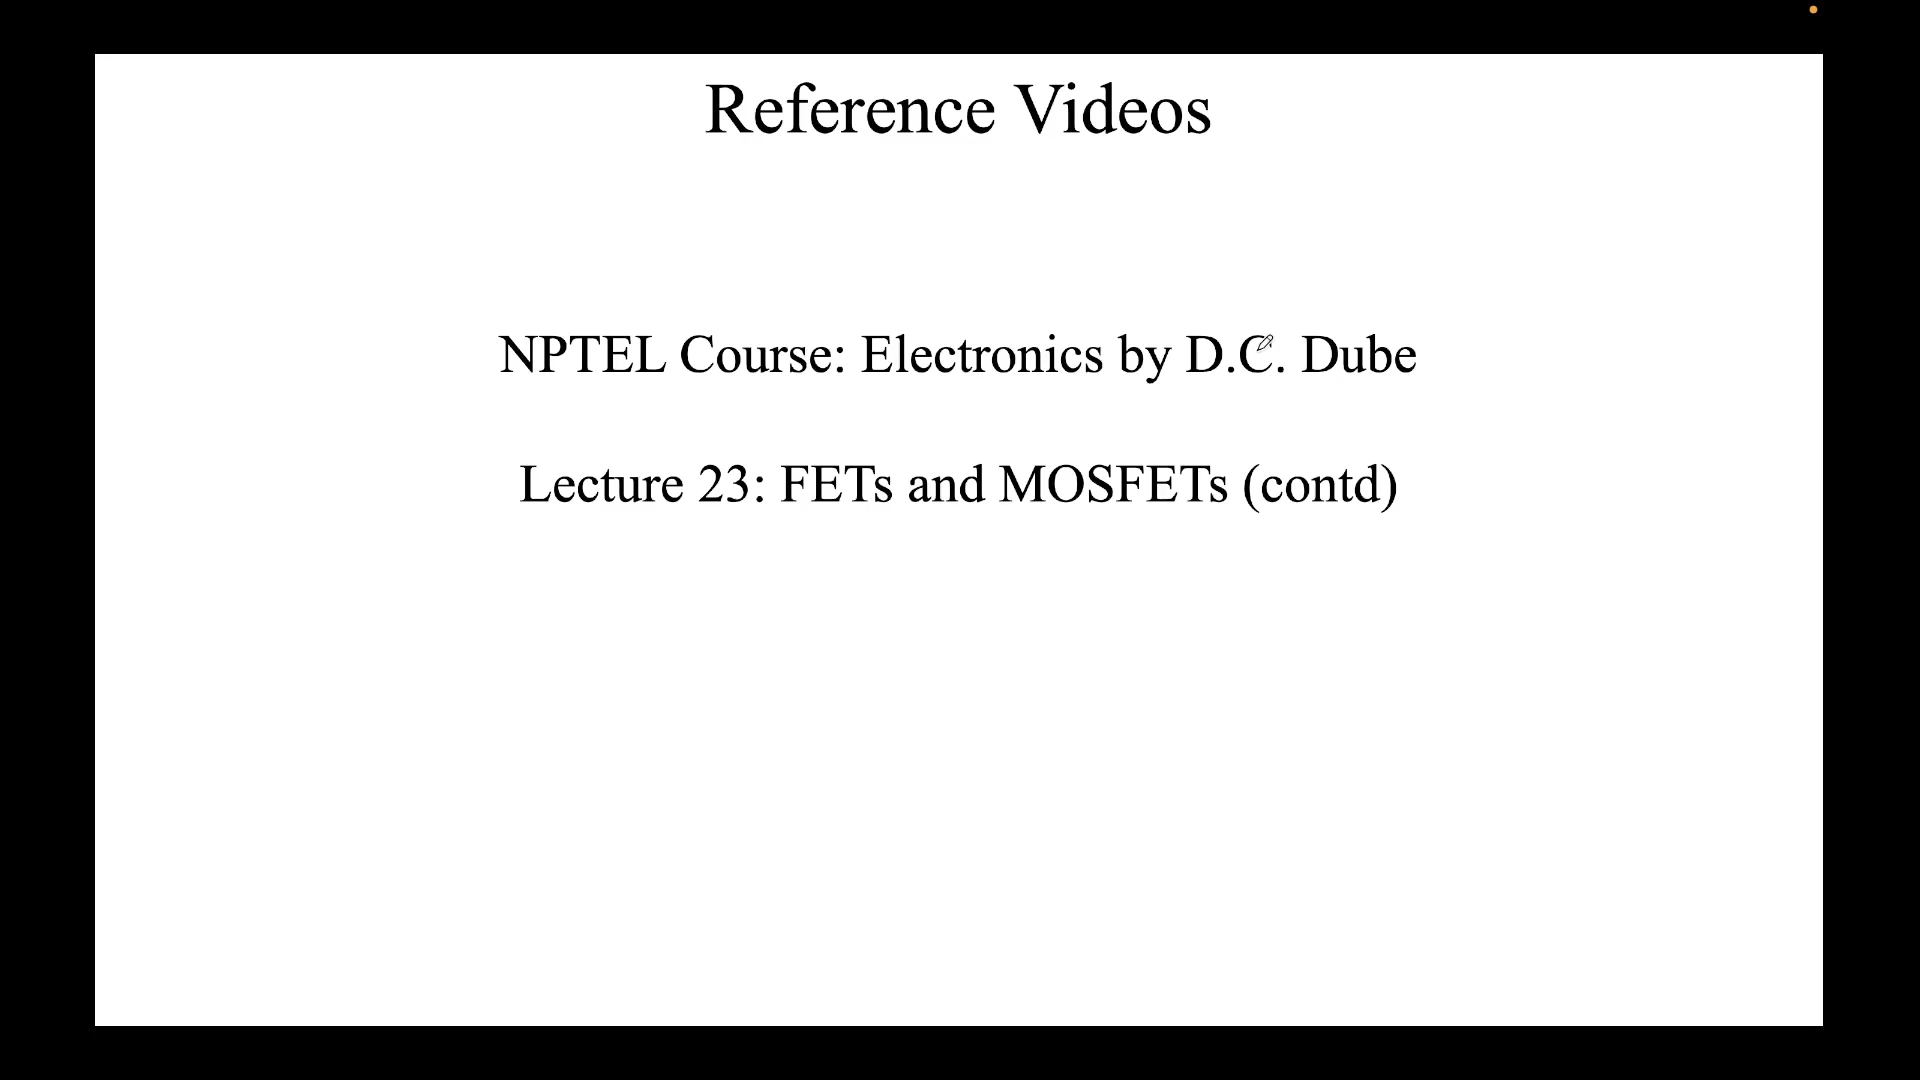 Reference Videos
NPTEL Course: Electronics by D.C. Dube
Lecture 23: FETs and MOSFETs (contd)